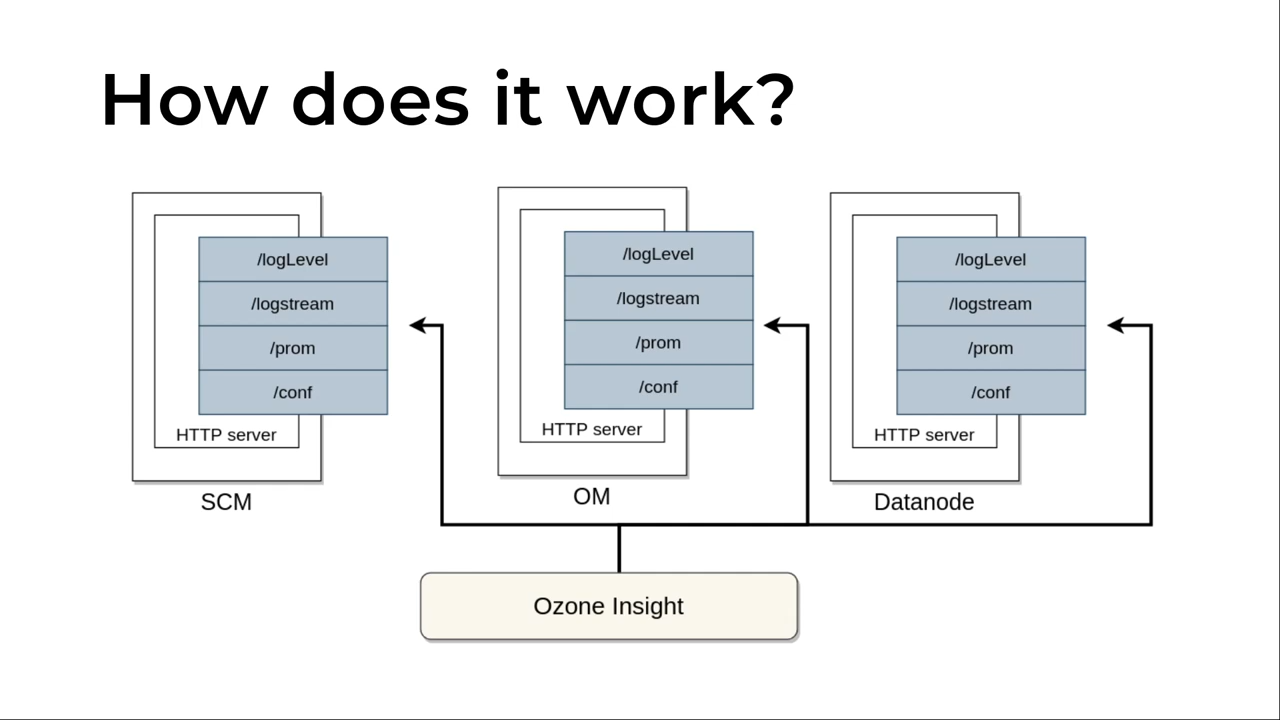 How does it work?
/logLevel
/logstream
/prom
/conf
HTTP server
SCM
/logLevel
/logstream
/prom
/conf
HTTP server
OM
/logLevel
/logstream
/prom
/conf
HTTP server
Datanode
Ozone Insight